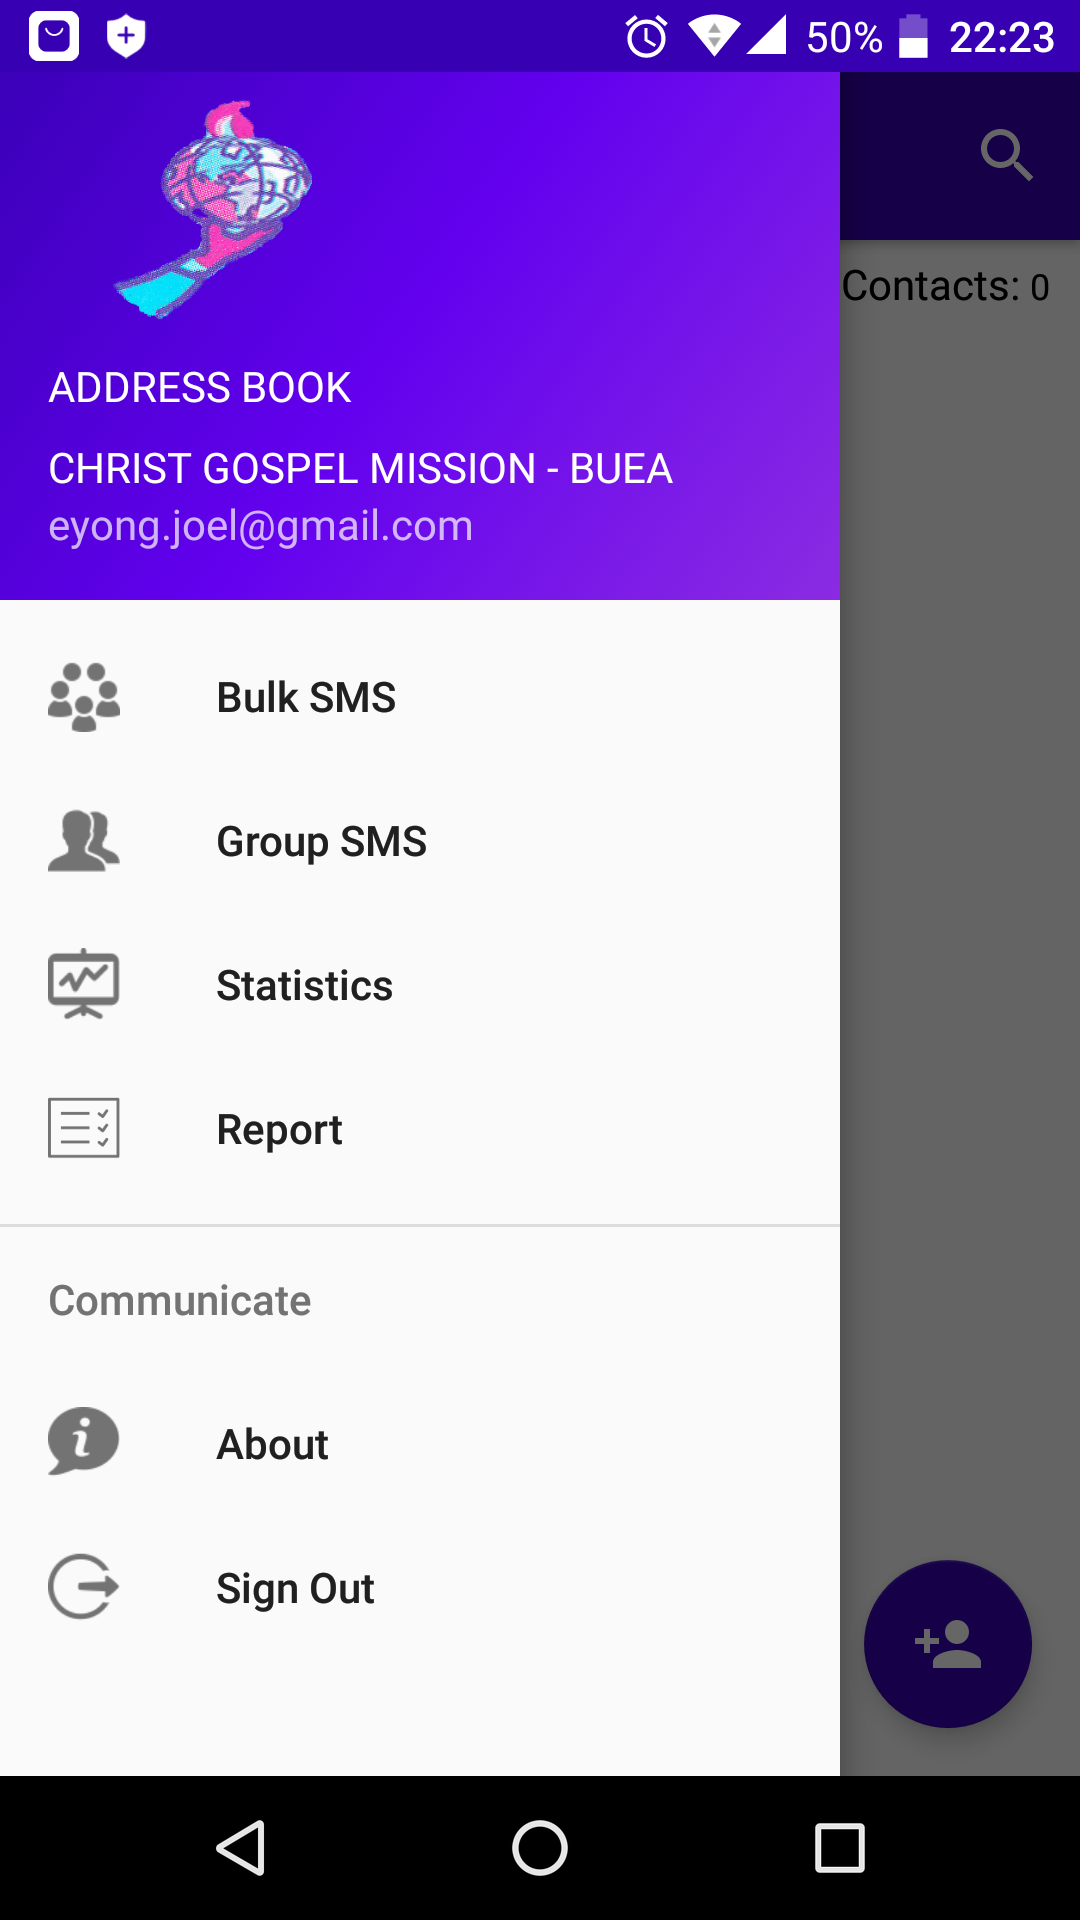 50% 22:23
Contacts: 0
ADDRESS BOOK
CHRIST GOSPEL MISSION - BUEA
eyong.joel@gmail.com
Bulk SMS
Group SMS
Statistics
Report
Communicate
About
Sign Out